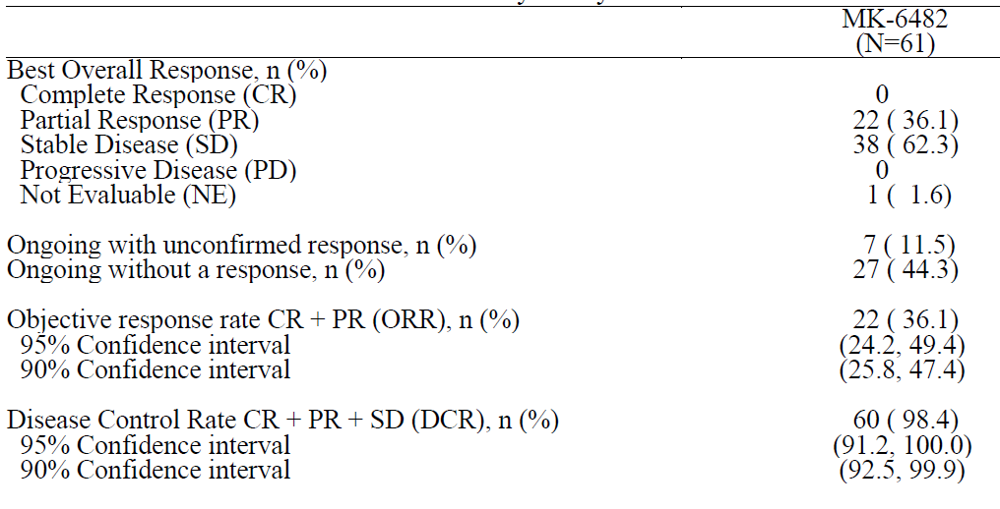 MK-6482
(N=61)
Best Overall Response, n (%)
Complete Response (CR) 0
Partial Response (PR) 22 ( 36.1)
Stable Disease (SD) 38 ( 62.3)
Progressive Disease (PD) 0
Not Evaluable (NE) 1 ( 1.6)
Ongoing with unconfirmed response, n (%) 7 ( 11.5)
Ongoing without a response, n (%) 27 ( 44.3)
Objective response rate CR + PR (ORR), n (%) 22 ( 36.1)
95% Confidence interval (24.2, 49.4)
90% Confidence interval (25.8, 47.4)
Disease Control Rate CR + PR + SD (DCR), n (%) 60 ( 98.4)
95% Confidence interval (91.2, 100.0)
90% Confidence interval (92.5, 99.9)